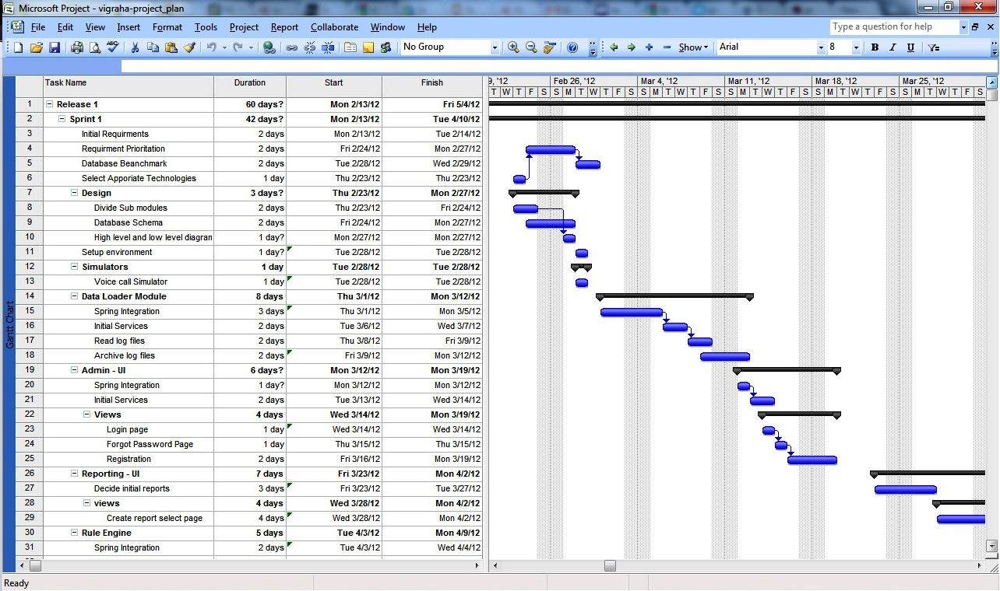 Microsoft Project - vigraha-project_plan
File Edit View Insert Format Tools Project Report Collaborate Window Help Type a question for help
No Group Show Arial 8 B I U
Task Name Duration Start Finish 9, '12 Feb 26, '12 Mar 4, '12 Mar 11, '12 Mar 18, '12 Mar 25, '12
T W T F S S M T W T F S S M T W T F S S M T W T F S S M T W T F S S M T W T F S
1 Release 1 60 days? Mon 2/13/12 Fri 5/4/12
2 Sprint 1 42 days? Mon 2/13/12 Tue 4/10/12
3 Initial Requirments 2 days Mon 2/13/12 Tue 2/14/12
4 Requirment Prioritation 2 days Fri 2/24/12 Mon 2/27/12
5 Database Beanchmark 2 days Tue 2/28/12 Wed 2/29/12
6 Select Apporiate Technologies 1 day Thu 2/23/12 Thu 2/23/12
7 Design 3 days? Thu 2/23/12 Mon 2/27/12
8 Divide Sub modules 2 days Thu 2/23/12 Fri 2/24/12
9 Database Schema 2 days Fri 2/24/12 Mon 2/27/12
10 High level and low level diagran 1 day? Mon 2/27/12 Mon 2/27/12
11 Setup environment 1 day? Tue 2/28/12 Tue 2/28/12
12 Simulators 1 day Tue 2/28/12 Tue 2/28/12
13 Voice call Simulator 1 day Tue 2/28/12 Tue 2/28/12
14 Data Loader Module 8 days Thu 3/1/12 Mon 3/12/12
15 Spring Integration 3 days Thu 3/1/12 Mon 3/5/12
16 Initial Services 2 days Tue 3/6/12 Wed 3/7/12
17 Read log files 2 days Thu 3/8/12 Fri 3/9/12
18 Archive log files 2 days Fri 3/9/12 Mon 3/12/12
19 Admin - UI 6 days? Mon 3/12/12 Mon 3/19/12
20 Spring Integration 1 day? Mon 3/12/12 Mon 3/12/12
21 Initial Services 2 days Tue 3/13/12 Wed 3/14/12
22 Views 4 days Wed 3/14/12 Mon 3/19/12
23 Login page 1 day Wed 3/14/12 Wed 3/14/12
24 Forgot Password Page 1 day Thu 3/15/12 Thu 3/15/12
25 Registration 2 days Fri 3/16/12 Mon 3/19/12
26 Reporting - UI 7 days Fri 3/23/12 Mon 4/2/12
27 Decide initial reports 3 days Fri 3/23/12 Tue 3/27/12
28 views 4 days Wed 3/28/12 Mon 4/2/12
29 Create report select page 4 days Wed 3/28/12 Mon 4/2/12
30 Rule Engine 5 days Tue 4/3/12 Mon 4/9/12
31 Spring Integration 2 days Tue 4/3/12 Wed 4/4/12
Gantt Chart
Ready